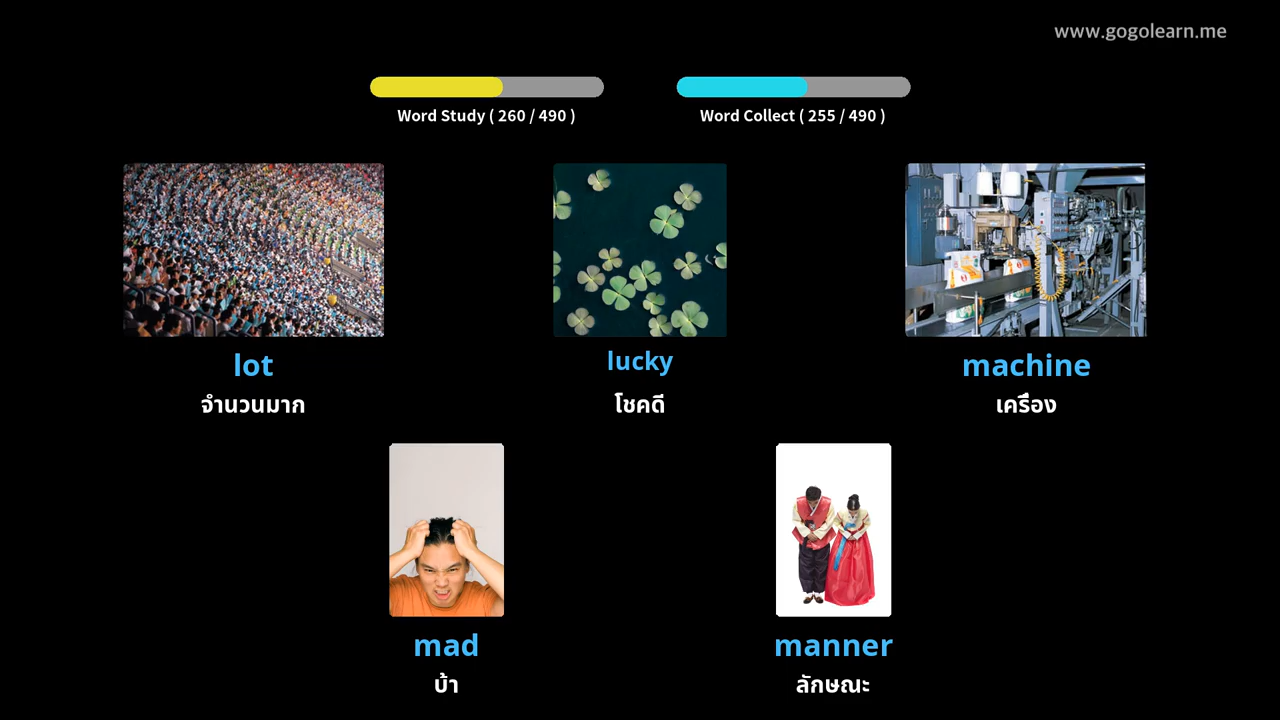 www.gogolearn.me
Word Study ( 260 / 490 )
Word Collect ( 255 / 490 )
lot
จำนวนมาก
lucky
โชคดี
machine
เครื่อง
mad
บ้า
manner
ลักษณะ